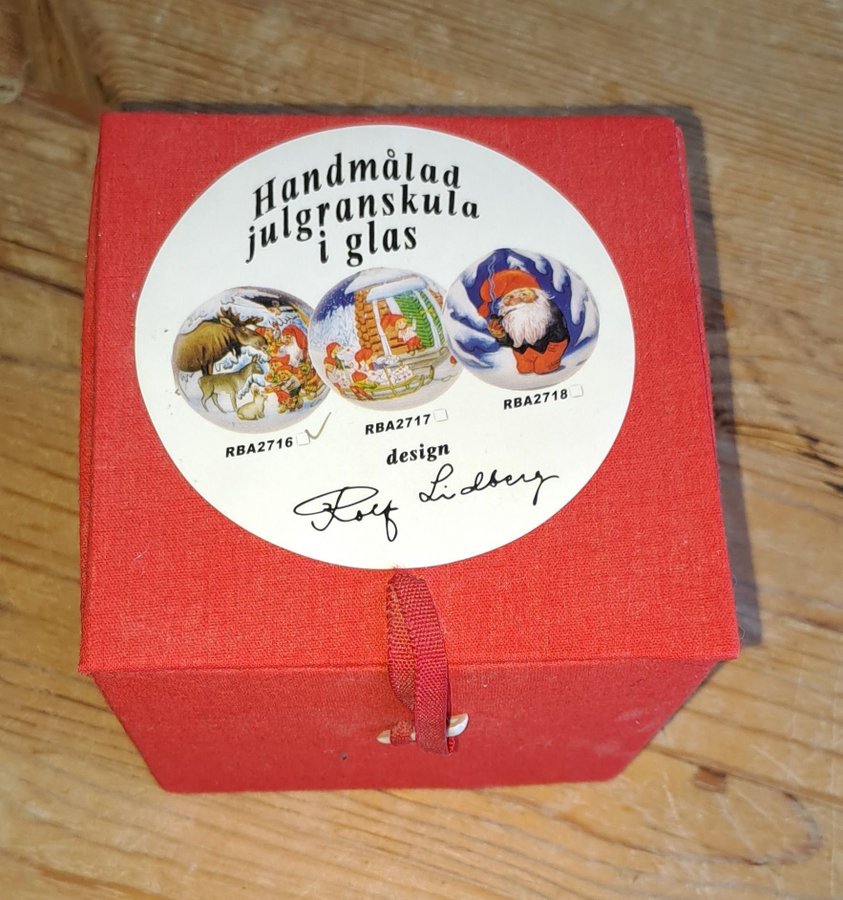 Handmålad
julgranskula
i glas
RBA2716 RBA2717 RBA2718
design
Rolf Lidberg